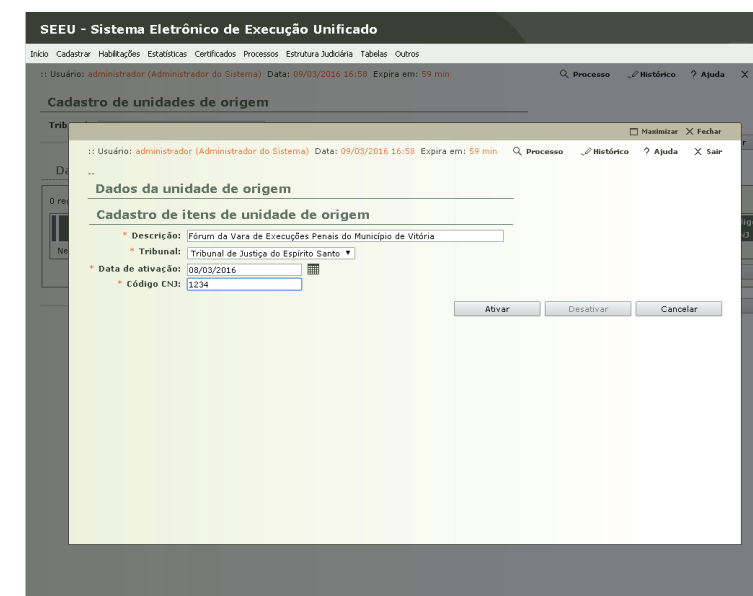 SEEU - Sistema Eletrônico de Execução Unificado
Início Cadastrar Habilitações Estatísticas Certificados Processos Estrutura Judiciária Tabelas Outros
:: Usuário: administrador (Administrador do Sistema) Data: 09/03/2016 16:58 Expira em: 59 min Processo Histórico ? Ajuda X
Cadastro de unidades de origem
Trib
Maximizar X Fechar
:: Usuário: administrador (Administrador do Sistema) Data: 09/03/2016 16:58 Expira em: 59 min Processo Histórico ? Ajuda X Sair
Da
..
Dados da unidade de origem
0 re
Cadastro de itens de unidade de origem
* Descrição: Fórum da Vara de Execuções Penais do Município de Vitória
Ne
* Tribunal: Tribunal de Justiça do Espírito Santo
* Data de ativação: 08/03/2016
* Código CNJ: 1234
Ativar Desativar Cancelar